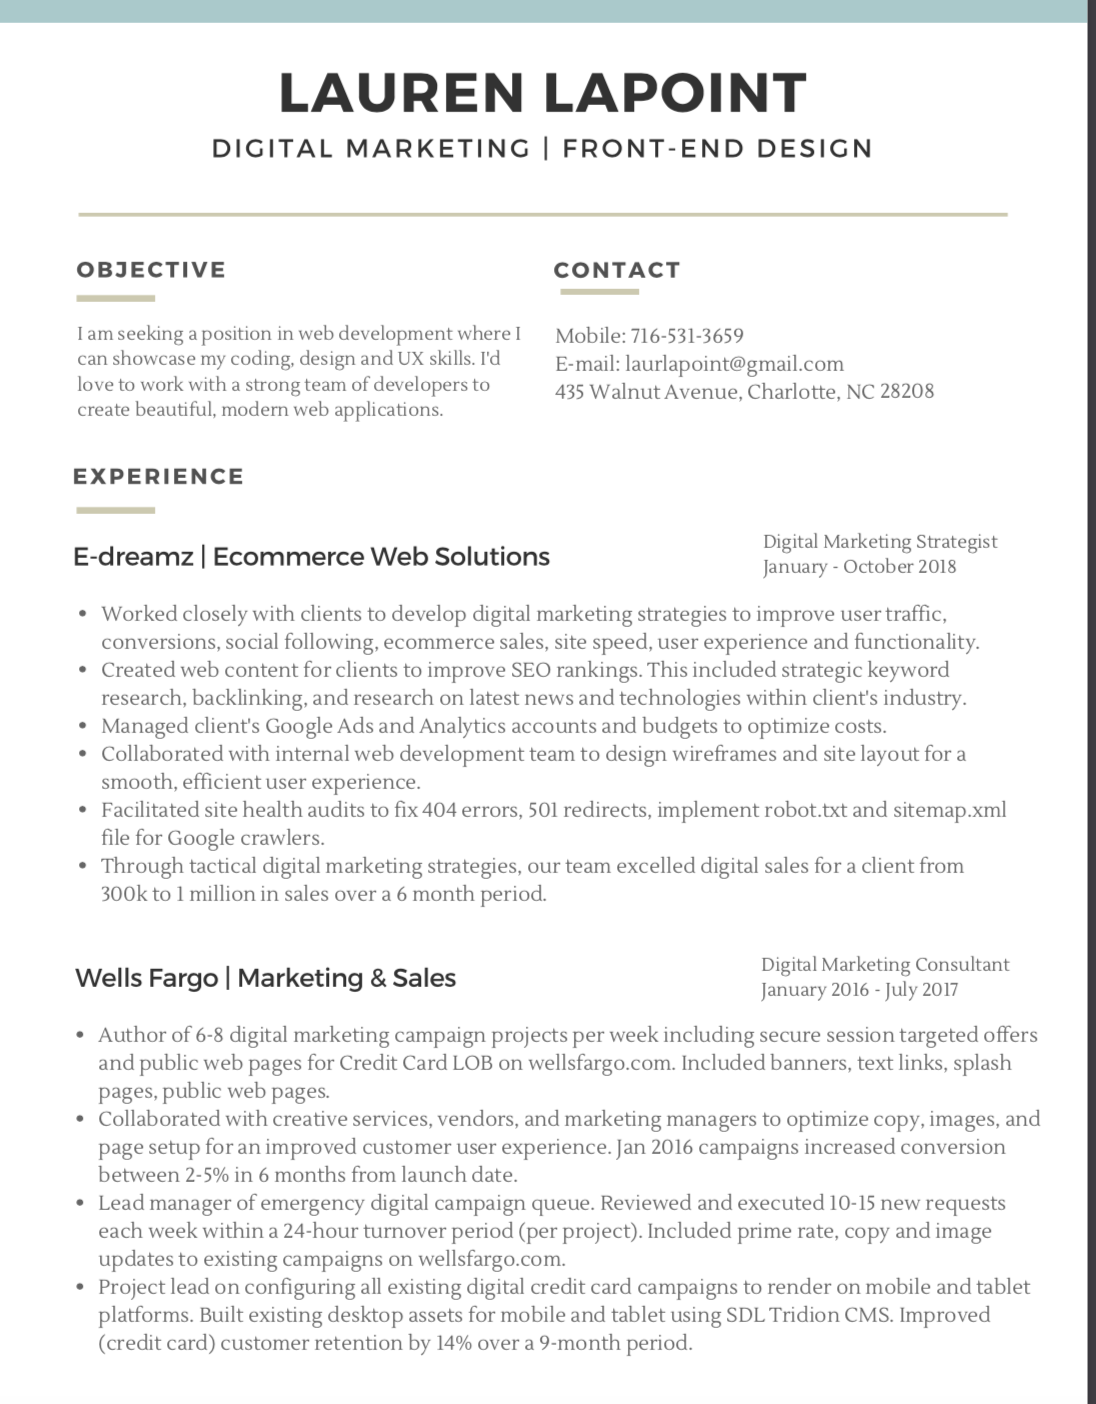 LAUREN LAPOINT
DIGITAL MARKETING | FRONT-END DESIGN
OBJECTIVE
I am seeking a position in web development where I
can showcase my coding, design and UX skills. I'd
love to work with a strong team of developers to
create beautiful, modern web applications.
CONTACT
Mobile: 716-531-3659
E-mail: laurlapoint@gmail.com
435 Walnut Avenue, Charlotte, NC 28208
EXPERIENCE
E-dreamz | Ecommerce Web Solutions
Digital Marketing Strategist
January - October 2018
• Worked closely with clients to develop digital marketing strategies to improve user traffic,
conversions, social following, ecommerce sales, site speed, user experience and functionality.
• Created web content for clients to improve SEO rankings. This included strategic keyword
research, backlinking, and research on latest news and technologies within client's industry.
• Managed client's Google Ads and Analytics accounts and budgets to optimize costs.
• Collaborated with internal web development team to design wireframes and site layout for a
smooth, efficient user experience.
• Facilitated site health audits to fix 404 errors, 501 redirects, implement robot.txt and sitemap.xml
file for Google crawlers.
• Through tactical digital marketing strategies, our team excelled digital sales for a client from
300k to 1 million in sales over a 6 month period.
Wells Fargo | Marketing & Sales
Digital Marketing Consultant
January 2016 - July 2017
• Author of 6-8 digital marketing campaign projects per week including secure session targeted offers
and public web pages for Credit Card LOB on wellsfargo.com. Included banners, text links, splash
pages, public web pages.
• Collaborated with creative services, vendors, and marketing managers to optimize copy, images, and
page setup for an improved customer user experience. Jan 2016 campaigns increased conversion
between 2-5% in 6 months from launch date.
• Lead manager of emergency digital campaign queue. Reviewed and executed 10-15 new requests
each week within a 24-hour turnover period (per project). Included prime rate, copy and image
updates to existing campaigns on wellsfargo.com.
• Project lead on configuring all existing digital credit card campaigns to render on mobile and tablet
platforms. Built existing desktop assets for mobile and tablet using SDL Tridion CMS. Improved
(credit card) customer retention by 14% over a 9-month period.